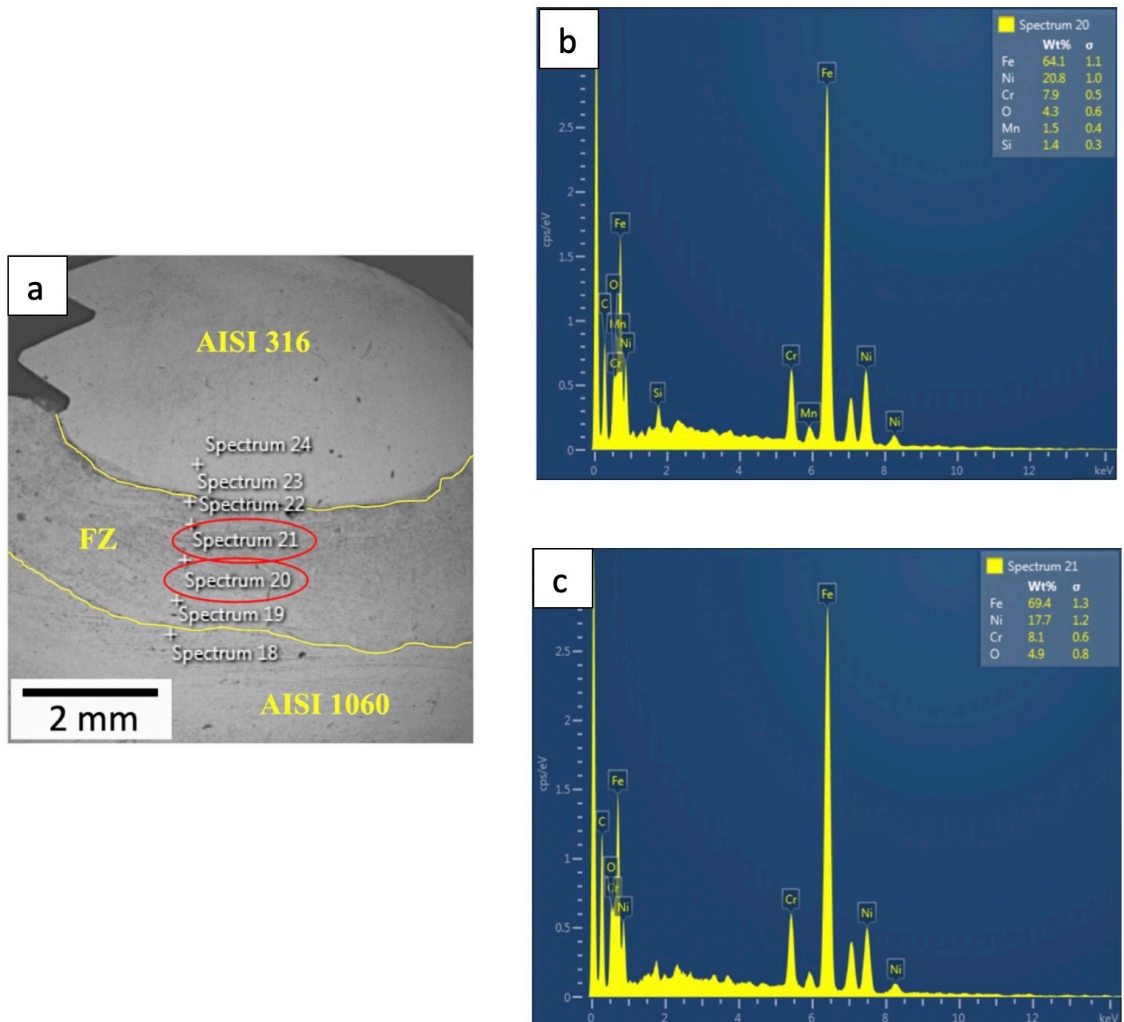 a
AISI 316
Spectrum 24
Spectrum 23
Spectrum 22
FZ
Spectrum 21
Spectrum 20
Spectrum 19
Spectrum 18
AISI 1060
2 mm
b
Spectrum 20
Wt% σ
Fe 64.1 1.1
Ni 20.8 1.0
Cr 7.9 0.5
O 4.3 0.6
Mn 1.5 0.4
Si 1.4 0.3
Fe
2.5
2
cps/eV
Fe
1.5
O
C
1
Mn
Ni
Cr
Cr
Ni
0.5
Si
Mn
Ni
0
0 2 4 6 8 10 12 keV
c
Spectrum 21
Wt% σ
Fe 69.4 1.3
Ni 17.7 1.2
Cr 8.1 0.6
O 4.9 0.8
Fe
2.5
2
cps/eV
Fe
1.5
C
1
O
Cr
Ni
Cr
Ni
0.5
Ni
0
0 2 4 6 8 10 12 keV